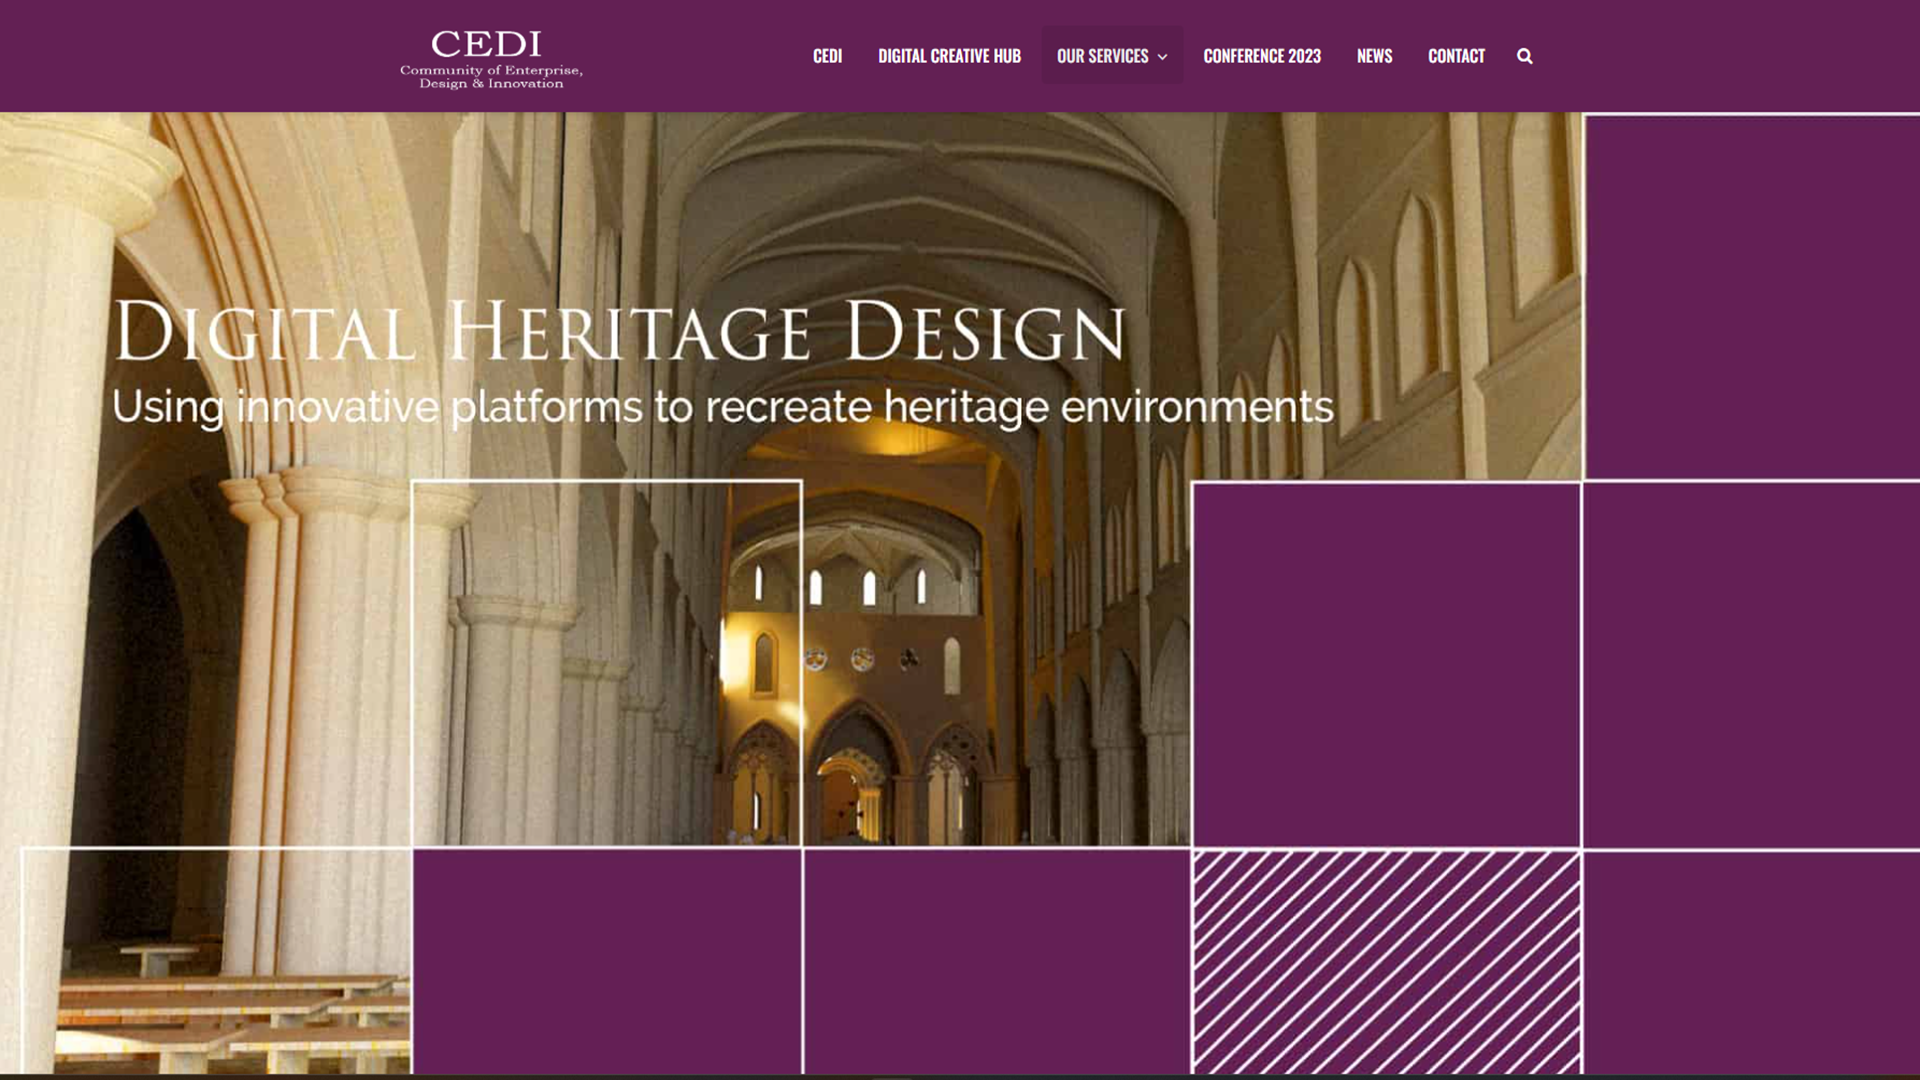 CEDI
Community of Enterprise,
Design & Innovation
CEDI
DIGITAL CREATIVE HUB
OUR SERVICES
CONFERENCE 2023
NEWS
CONTACT
DIGITAL HERITAGE DESIGN
Using innovative platforms to recreate heritage environments